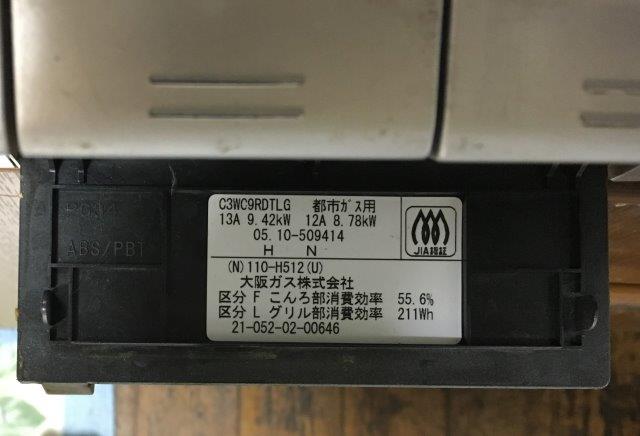 C3WC9RDTLG 都市ガス用
13A 9.42kW 12A 8.78kW
05.10-509414
H N
JIA認証
(N)110-H512(U)
大阪ガス株式会社
区分 F こんろ部消費効率 55.6%
区分 L グリル部消費効率 211Wh
21-052-02-00646
ABS/PBT